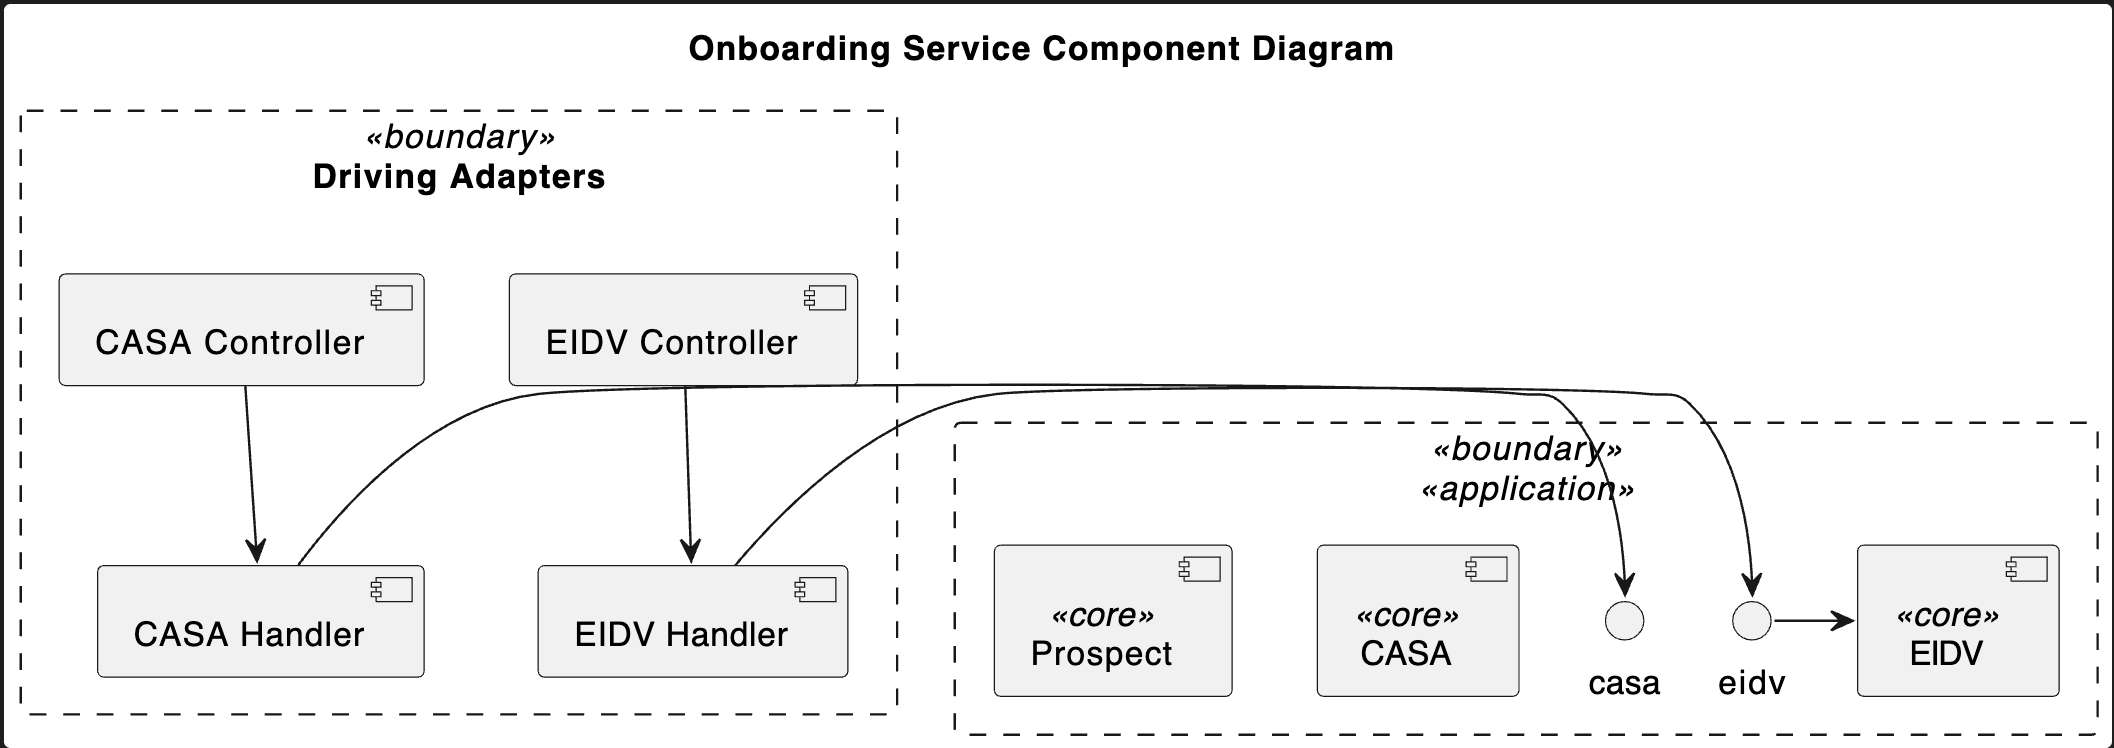 Onboarding Service Component Diagram
«boundary»
Driving Adapters
CASA Controller
EIDV Controller
CASA Handler
EIDV Handler
«boundary»
«application»
«core»
Prospect
«core»
CASA
casa
eidv
«core»
EIDV